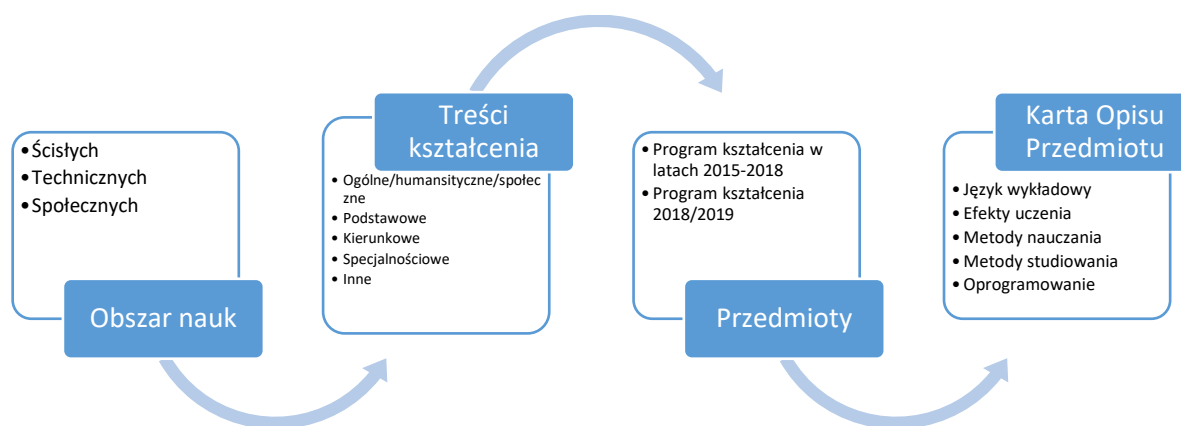 • Ścisłych
• Technicznych
• Społecznych
Obszar nauk
Treści
kształcenia
• Ogólne/humansityczne/społec
zne
• Podstawowe
• Kierunkowe
• Specjalnościowe
• Inne
• Program kształcenia w
latach 2015-2018
• Program kształcenia
2018/2019
Przedmioty
Karta Opisu
Przedmiotu
• Język wykładowy
• Efekty uczenia
• Metody nauczania
• Metody studiowania
• Oprogramowanie